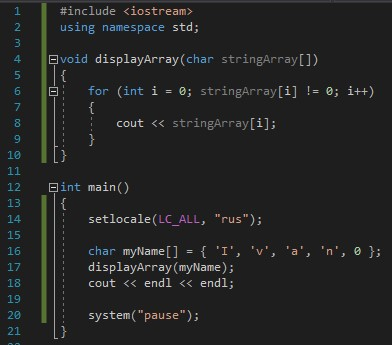 1 #include <iostream>
2 using namespace std;
3
4 void displayArray(char stringArray[])
5 {
6     for (int i = 0; stringArray[i] != 0; i++)
7     {
8         cout << stringArray[i];
9     }
10 }
11
12 int main()
13 {
14     setlocale(LC_ALL, "rus");
15
16     char myName[] = { 'I', 'v', 'a', 'n', 0 };
17     displayArray(myName);
18     cout << endl << endl;
19
20     system("pause");
21 }